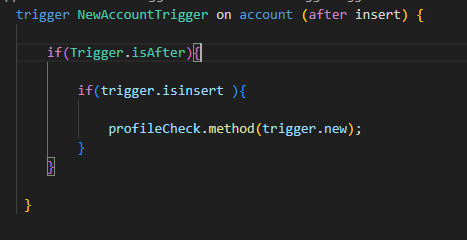 trigger NewAccountTrigger on account (after insert) {
if(Trigger.isAfter){
if(trigger.isinsert ){
profileCheck.method(trigger.new);
}
}
}